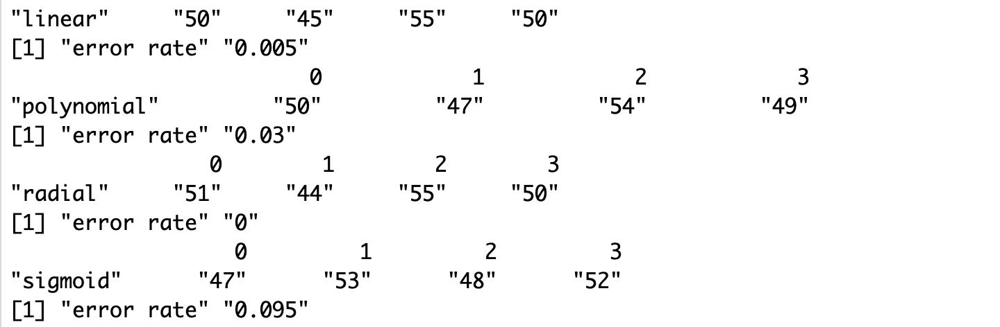 "linear" "50" "45" "55" "50"
[1] "error rate" "0.005"
0 1 2 3
"polynomial" "50" "47" "54" "49"
[1] "error rate" "0.03"
0 1 2 3
"radial" "51" "44" "55" "50"
[1] "error rate" "0"
0 1 2 3
"sigmoid" "47" "53" "48" "52"
[1] "error rate" "0.095"